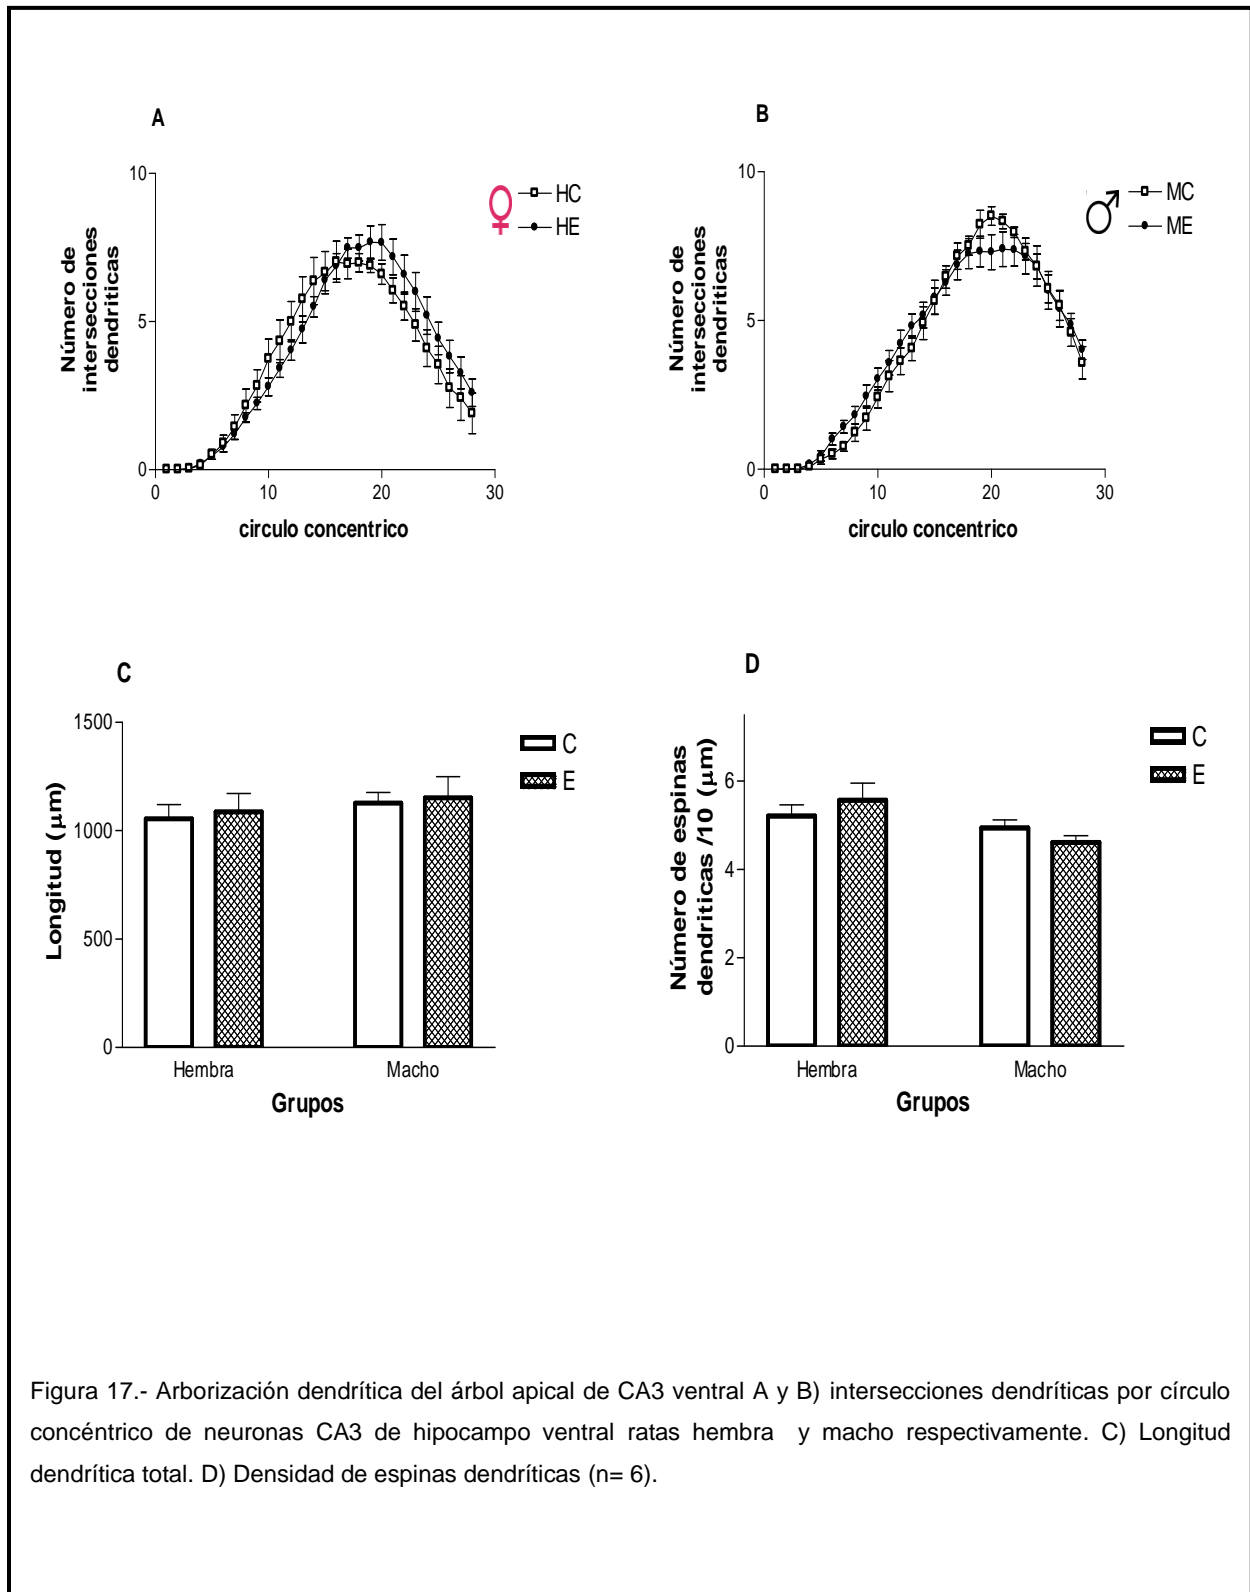 A
Número de
intersecciones
dendríticas
10
5
0
0
10
20
30
círculo concentrico
HC
HE
B
Número de
intersecciones
dendríticas
10
5
0
0
10
20
30
círculo concentrico
MC
ME
C
Longitud (µm)
1500
1000
500
0
Hembra
Macho
Grupos
C
E
D
Número de espinas
dendríticas /10 (µm)
6
4
2
0
Hembra
Macho
Grupos
C
E
Figura 17.- Arborización dendrítica del árbol apical de CA3 ventral A y B) intersecciones dendríticas por círculo
concéntrico de neuronas CA3 de hipocampo ventral ratas hembra y macho respectivamente. C) Longitud
dendrítica total. D) Densidad de espinas dendríticas (n= 6).